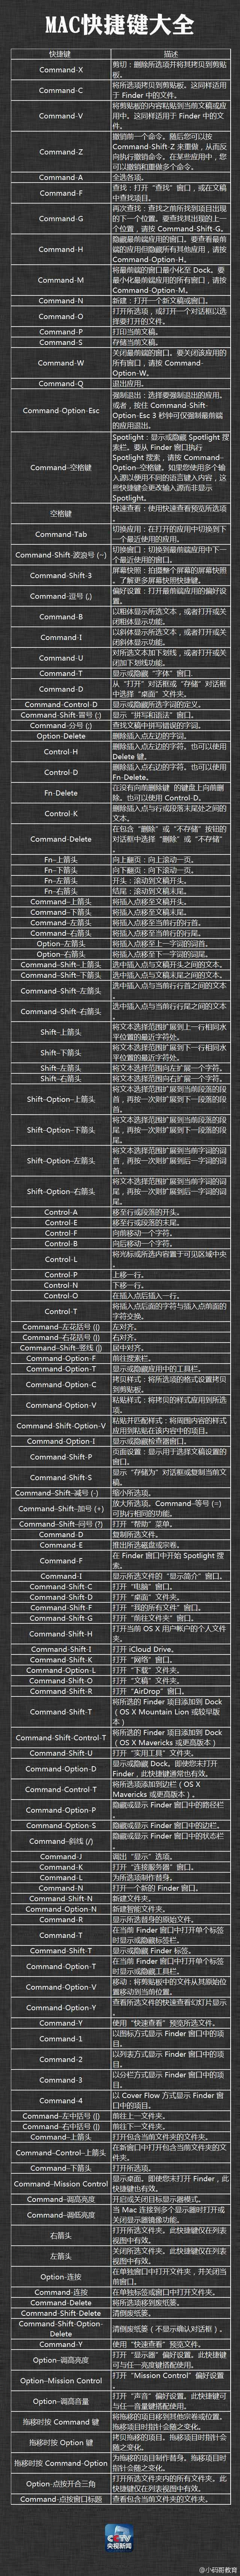 MAC快捷键大全
快捷键 描述
Command-X 剪切：删除所选项并将其拷贝到剪贴板。
Command-C 将所选项拷贝到剪贴板。这同样适用于 Finder 中的文件。
Command-V 将剪贴板的内容粘贴到当前文稿或应用中。这同样适用于 Finder 中的文件。
Command-Z 撤销前一个命令。随后您可以按 Command-Shift-Z 来重做，从而反向执行撤销命令。在某些应用中，您可以撤销和重做多个命令。
Command-A 全选各项。
Command-F 查找：打开“查找”窗口，或在文稿中查找项目。
Command-G 再次查找：查找之前所找到项目出现的下一个位置。要查找其出现的上一个位置，请按 Command-Shift-G。
Command-H 隐藏最前端应用的窗口。要查看最前端的应用但隐藏所有其他应用，请按 Command-Option-H。
Command-M 将最前端的窗口最小化至 Dock。要最小化最前端应用的所有窗口，请按 Command-Option-M。
Command-N 新建：打开一个新文稿或窗口。
Command-O 打开所选项，或打开一个对话框以选择要打开的文件。
Command-P 打印当前文稿。
Command-S 存储当前文稿。
Command-W 关闭最前端的窗口。要关闭该应用的所有窗口，请按 Command-Option-W。
Command-Q 退出应用。
Command-Option-Esc 强制退出：选择要强制退出的应用。或者，按住 Command-Shift-Option-Esc 3 秒钟可仅强制最前端的应用退出。
Command-空格键 Spotlight：显示或隐藏 Spotlight 搜索栏。要从 Finder 窗口执行 Spotlight 搜索，请按 Command-Option-空格键。如果您使用多个输入源以使用不同的语言键入内容，这些快捷键会更改输入源而非显示 Spotlight。
空格键 快速查看：使用快速查看预览所选项。
Command-Tab 切换应用：在打开的应用中切换到下一个最近使用的应用。
Command-Shift-波浪号 (~) 切换窗口：切换到最前端应用中下一个最近使用的窗口。
Command-Shift-3 屏幕快照：拍摄整个屏幕的屏幕快照。了解更多屏幕快照快捷键。
Command-逗号 (,) 偏好设置：打开最前端应用的偏好设置。
Command-B 以粗体显示所选文本，或者打开或关闭粗体显示功能。
Command-I 以斜体显示所选文本，或者打开或关闭斜体显示功能。
Command-U 对所选文本加下划线，或者打开或关闭加下划线功能。
Command-T 显示或隐藏“字体”窗口。
Command-D 从“打开”对话框或“存储”对话框中选择“桌面”文件夹。
Command-Control-D 显示或隐藏所选字词的定义。
Command-Shift-冒号 (:) 显示“拼写和语法”窗口。
Command-分号 (;) 查找文稿中拼写错误的字词。
Option-Delete 删除插入点左边的字词。
Control-H 删除插入点左边的字符。也可以使用 Delete 键。
Control-D 删除插入点右边的字符。也可以使用 Fn-Delete。
Fn-Delete 在没有向前删除键 的键盘上向前删除。也可以使用 Control-D。
Control-K 删除插入点与行或段落末尾处之间的文本。
Command-Delete 在包含“删除”或“不存储”按钮的对话框中选择“删除”或“不存储”。
Fn-上箭头 向上翻页：向上滚动一页。
Fn-下箭头 向下翻页：向下滚动一页。
Fn-左箭头 开头：滚动到文稿开头。
Fn-右箭头 结尾：滚动到文稿末尾。
Command-上箭头 将插入点移至文稿开头。
Command-下箭头 将插入点移至文稿末尾。
Command-左箭头 将插入点移至当前行的行首。
Command-右箭头 将插入点移至当前行的行尾。
Option-左箭头 将插入点移至上一字词的词首。
Option-右箭头 将插入点移至下一字词的词尾。
Command-Shift-上箭头 选中插入点与文稿开头之间的文本。
Command-Shift-下箭头 选中插入点与文稿末尾之间的文本。
Command-Shift-左箭头 选中插入点与当前行行首之间的文本。
Command-Shift-右箭头 选中插入点与当前行行尾之间的文本。
Shift-上箭头 将文本选择范围扩展到上一行相同水平位置的最近字符处。
Shift-下箭头 将文本选择范围扩展到下一行相同水平位置的最近字符处。
Shift-左箭头 将文本选择范围向左扩展一个字符。
Shift-右箭头 将文本选择范围向右扩展一个字符。
Shift-Option-上箭头 将文本选择范围扩展到当前段落的段首，再按一次则扩展到下一段落的段首。
Shift-Option-下箭头 将文本选择范围扩展到当前段落的段尾，再按一次则扩展到下一段落的段尾。
Shift-Option-左箭头 将文本选择范围扩展到当前字词的词首，再按一次则扩展到后一字词的词首。
Shift-Option-右箭头 将文本选择范围扩展到当前字词的词尾，再按一次则扩展到后一字词的词尾。
Control-A 移至行或段落的开头。
Control-E 移至行或段落的末尾。
Control-F 向前移动一个字符。
Control-B 向后移动一个字符。
Control-L 将光标或所选内容置于可见区域中央。
Control-P 上移一行。
Control-N 下移一行。
Control-O 在插入点后插入一行。
Control-T 将插入点后面的字符与插入点前面的字符交换。
Command-左花括号 ({) 左对齐。
Command-右花括号 (}) 右对齐。
Command-Shift-竖线 (|) 居中对齐。
Command-Option-F 前往搜索栏。
Command-Option-T 显示或隐藏应用中的工具栏。
Command-Option-C 拷贝样式：将所选项的格式设置拷贝到剪贴板。
Command-Option-V 粘贴样式：将拷贝的样式应用到所选项。
Command-Shift-Option-V 粘贴并匹配样式：将周围内容的样式应用到粘贴在该内容中的项目。
Command-Option-I 显示或隐藏检查器窗口。
Command-Shift-P 页面设置：显示用于选择文稿设置的窗口。
Command-Shift-S 显示“存储为”对话框或复制当前文稿。
Command-Shift-减号 (-) 缩小所选项。
Command-Shift-加号 (+) 放大所选项。Command-等号 (=) 可执行相同的功能。
Command-Shift-问号 (?) 打开“帮助”菜单。
Command-D 复制所选文件。
Command-E 推出所选磁盘或宗卷。
Command-F 在 Finder 窗口中开始 Spotlight 搜索。
Command-I 显示所选文件的“显示简介”窗口。
Command-Shift-C 打开“电脑”窗口。
Command-Shift-D 打开“桌面”文件夹。
Command-Shift-F 打开“我的所有文件”窗口。
Command-Shift-G 打开“前往文件夹”窗口。
Command-Shift-H 打开当前 OS X 用户帐户的个人文件夹。
Command-Shift-I 打开 iCloud Drive。
Command-Shift-K 打开“网络”窗口。
Command-Option-L 打开“下载”文件夹。
Command-Shift-O 打开“文稿”文件夹。
Command-Shift-R 打开“AirDrop”窗口。
Command-Shift-T 将所选的 Finder 项目添加到 Dock（OS X Mountain Lion 或较早版本）
Command-Shift-Control-T 将所选的 Finder 项目添加到 Dock（OS X Mavericks 或更高版本）
Command-Shift-U 打开“实用工具”文件夹。
Command-Option-D 显示或隐藏 Dock。即使您未打开 Finder，此快捷键通常也有效。
Command-Control-T 将所选项添加到边栏（OS X Mavericks 或更高版本）。
Command-Option-P 隐藏或显示 Finder 窗口中的路径栏。
Command-Option-S 隐藏或显示 Finder 窗口中的边栏。
Command-斜线 (/) 隐藏或显示 Finder 窗口中的状态栏。
Command-J 调出“显示”选项。
Command-K 打开“连接服务器”窗口。
Command-L 为所选项制作替身。
Command-N 打开一个新的 Finder 窗口。
Command-Shift-N 新建文件夹。
Command-Option-N 新建智能文件夹。
Command-R 显示所选替身的原始文件。
Command-T 在当前 Finder 窗口中打开单个标签时显示或隐藏标签栏。
Command-Shift-T 显示或隐藏 Finder 标签。
Command-Option-T 在当前 Finder 窗口中打开单个标签时显示或隐藏工具栏。
Command-Option-V 移动：将剪贴板中的文件从其原始位置移动到当前位置。
Command-Option-Y 查看所选文件的快速查看幻灯片显示。
Command-Y 使用“快速查看”预览所选文件。
Command-1 以图标方式显示 Finder 窗口中的项目。
Command-2 以列表方式显示 Finder 窗口中的项目。
Command-3 以分栏方式显示 Finder 窗口中的项目。
Command-4 以 Cover Flow 方式显示 Finder 窗口中的项目。
Command-左中括号 ([) 前往上一文件夹。
Command-右中括号 (]) 前往下一文件夹。
Command-上箭头 打开包含当前文件夹的文件夹。
Command-Control-上箭头 在新窗口中打开包含当前文件夹的文件夹。
Command-下箭头 打开所选项。
Command-Mission Control 显示桌面。即使您未打开 Finder，此快捷键也有效。
Command-调高亮度 开启或关闭目标显示器模式。
Command-调低亮度 当 Mac 连接到多个显示器时打开或关闭显示器镜像功能。
右箭头 打开所选文件夹。此快捷键仅在列表视图中有效。
左箭头 关闭所选文件夹。此快捷键仅在列表视图中有效。
Option-连按 在单独窗口中打开文件夹，并关闭当前窗口。
Command-连按 在单独标签或窗口中打开文件夹。
Command-Delete 将所选项移到废纸篓。
Command-Shift-Delete 清倒废纸篓。
Command-Shift-Option-Delete 清倒废纸篓（不显示确认对话框）。
Command-Y 使用“快速查看”预览文件。
Option-调高亮度 打开“显示器”偏好设置。此快捷键可与任一亮度键搭配使用。
Option-Mission Control 打开“Mission Control”偏好设置。
Option-调高音量 打开“声音”偏好设置。此快捷键可与任一音量键搭配使用。
拖移时按 Command 键 将拖移的项目移到其他宗卷或位置。拖移项目时指针会随之变化。
拖移时按 Option 键 拷贝拖移的项目。拖移项目时指针会随之变化。
拖移时按 Command-Option 为拖移的项目制作替身。拖移项目时指针会随之变化。
Option-点按开合三角 打开所选文件夹内的所有文件夹。此快捷键仅在列表视图中有效。
Command-点按窗口标题 查看包含当前文件夹的文件夹。
CCTV
央视新闻
@小码哥教育